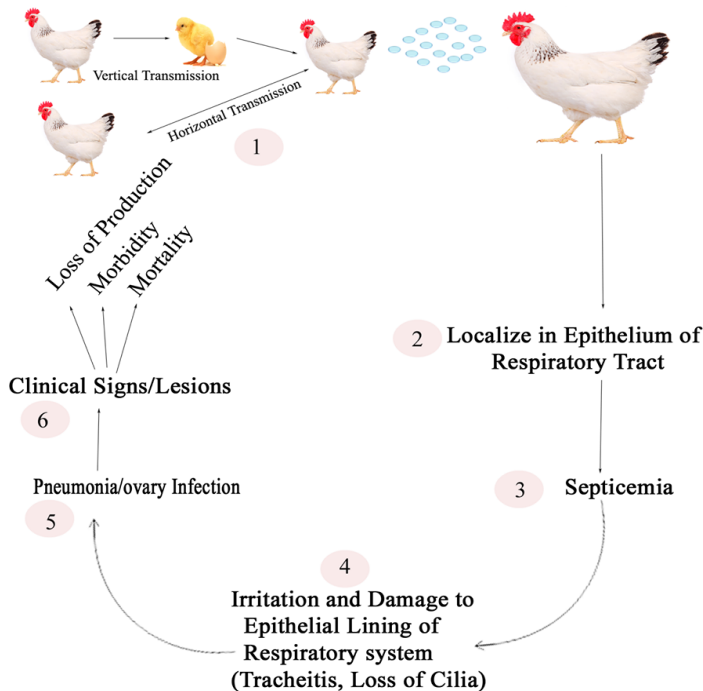 Vertical Transmission
Horizontal Transmission
1
2
Localize in Epithelium of
Respiratory Tract
3
Septicemia
4
Irritation and Damage to
Epithelial Lining of
Respiratory system
(Tracheitis, Loss of Cilia)
5
Pneumonia/ovary Infection
6
Clinical Signs/Lesions
Loss of Production
Morbidity
Mortality